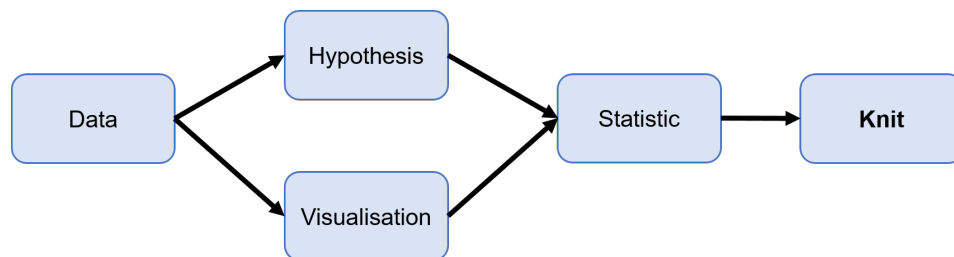 Hypothesis
Data
Statistic
Knit
Visualisation